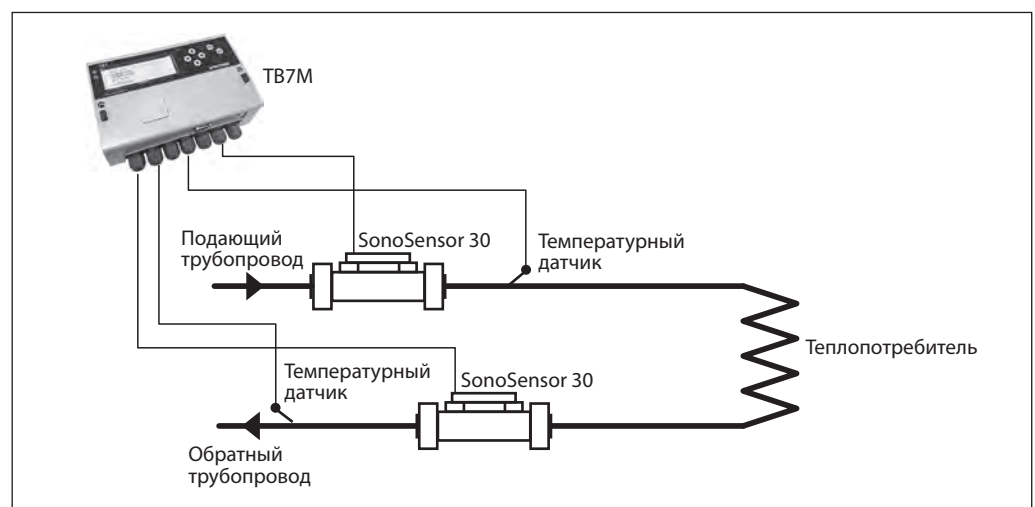 ТВ7М
Подающий
трубопровод
SonoSensor 30
Температурный
датчик
Теплопотребитель
Температурный
датчик
SonoSensor 30
Обратный
трубопровод